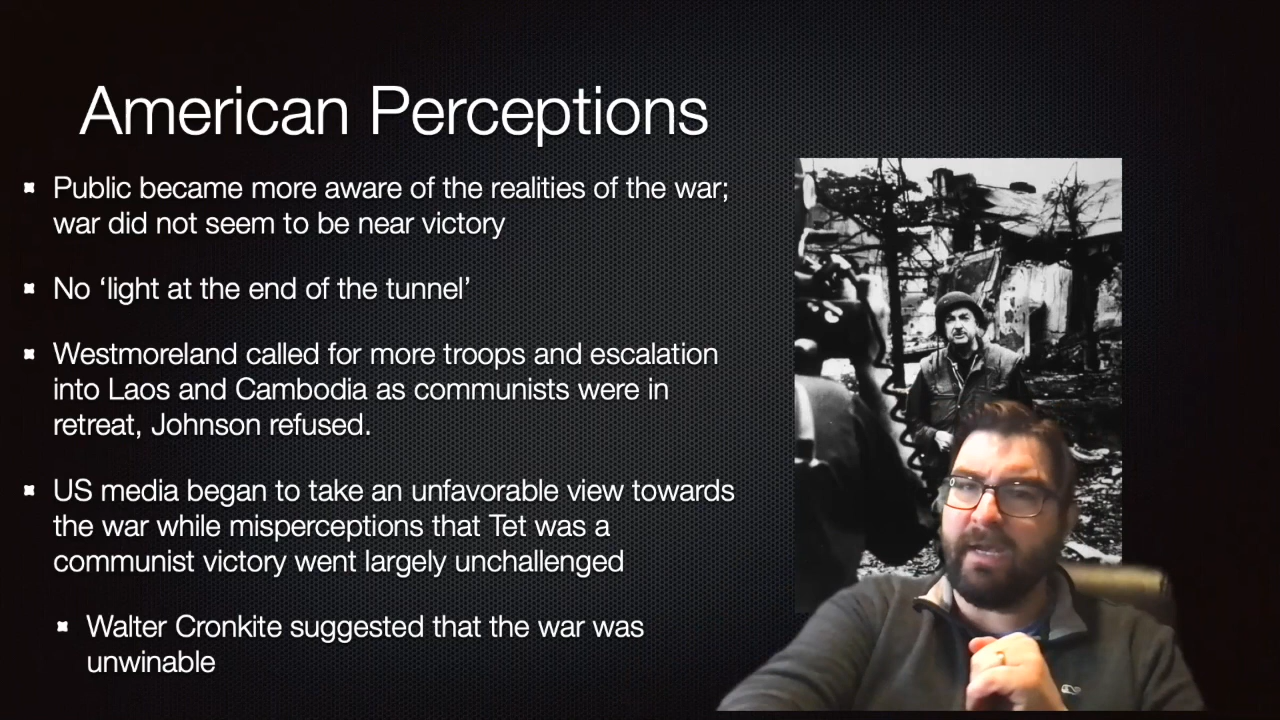 American Perceptions
Public became more aware of the realities of the war;
war did not seem to be near victory
No ‘light at the end of the tunnel’
Westmoreland called for more troops and escalation
into Laos and Cambodia as communists were in
retreat, Johnson refused.
US media began to take an unfavorable view towards
the war while misperceptions that Tet was a
communist victory went largely unchallenged
Walter Cronkite suggested that the war was
unwinable